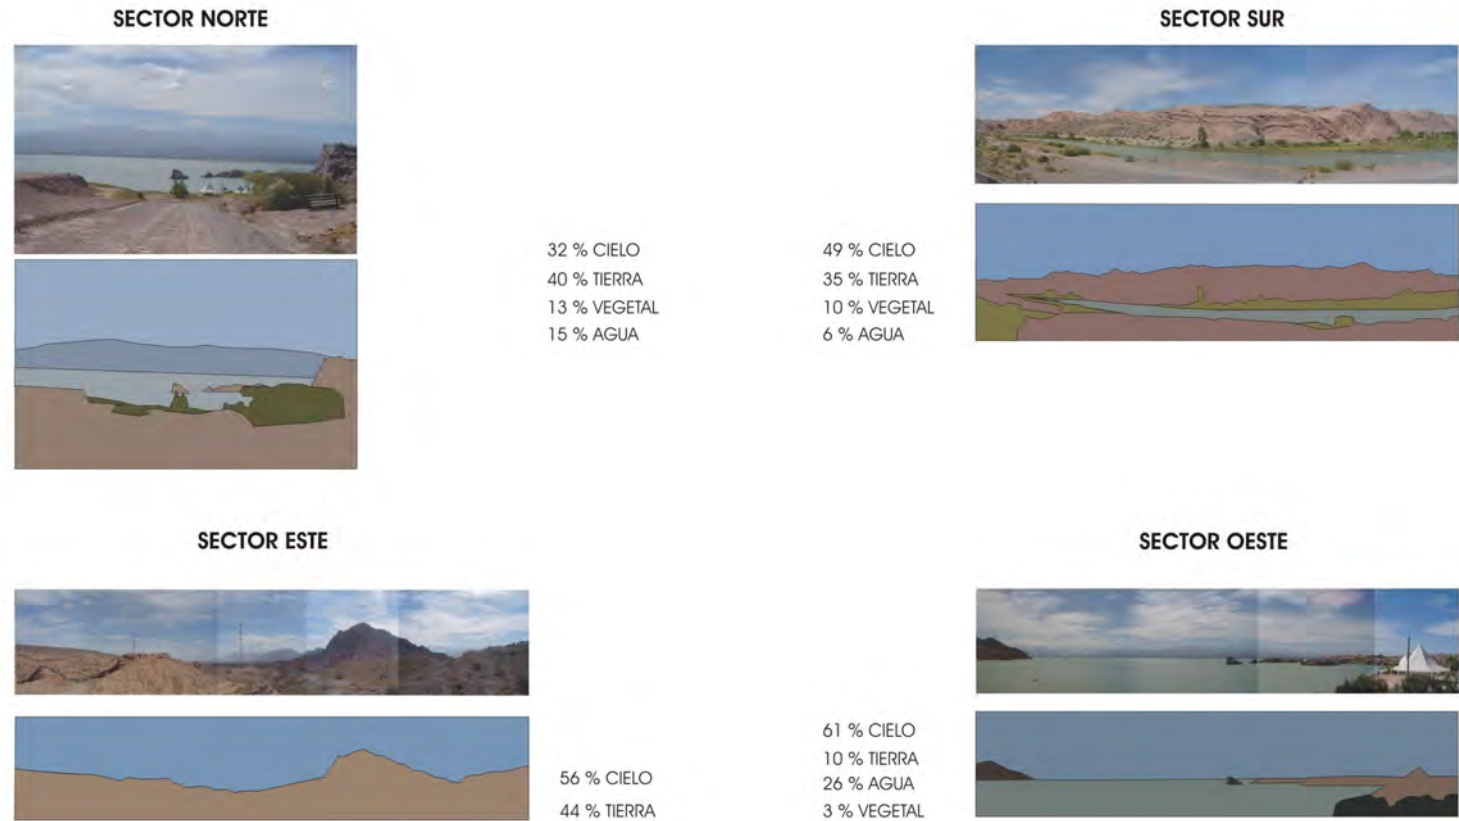 SECTOR NORTE
32 % CIELO
40 % TIERRA
13 % VEGETAL
15 % AGUA
SECTOR SUR
49 % CIELO
35 % TIERRA
10 % VEGETAL
6 % AGUA
SECTOR ESTE
56 % CIELO
44 % TIERRA
SECTOR OESTE
61 % CIELO
10 % TIERRA
26 % AGUA
3 % VEGETAL